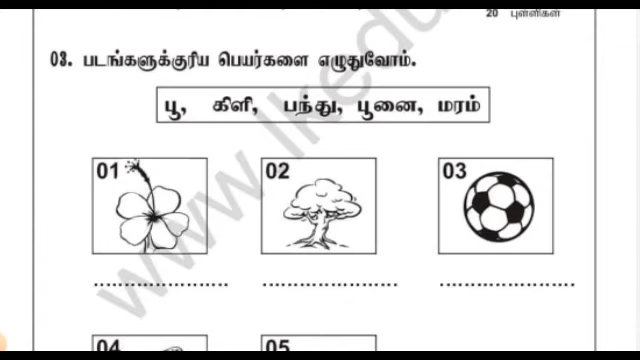 20 புள்ளிகள்
03. படங்களுக்குரிய பெயர்களை எழுதுவோம்.
பூ, கிளி, பந்து, பூனை, மரம்
01 02 03
04 05